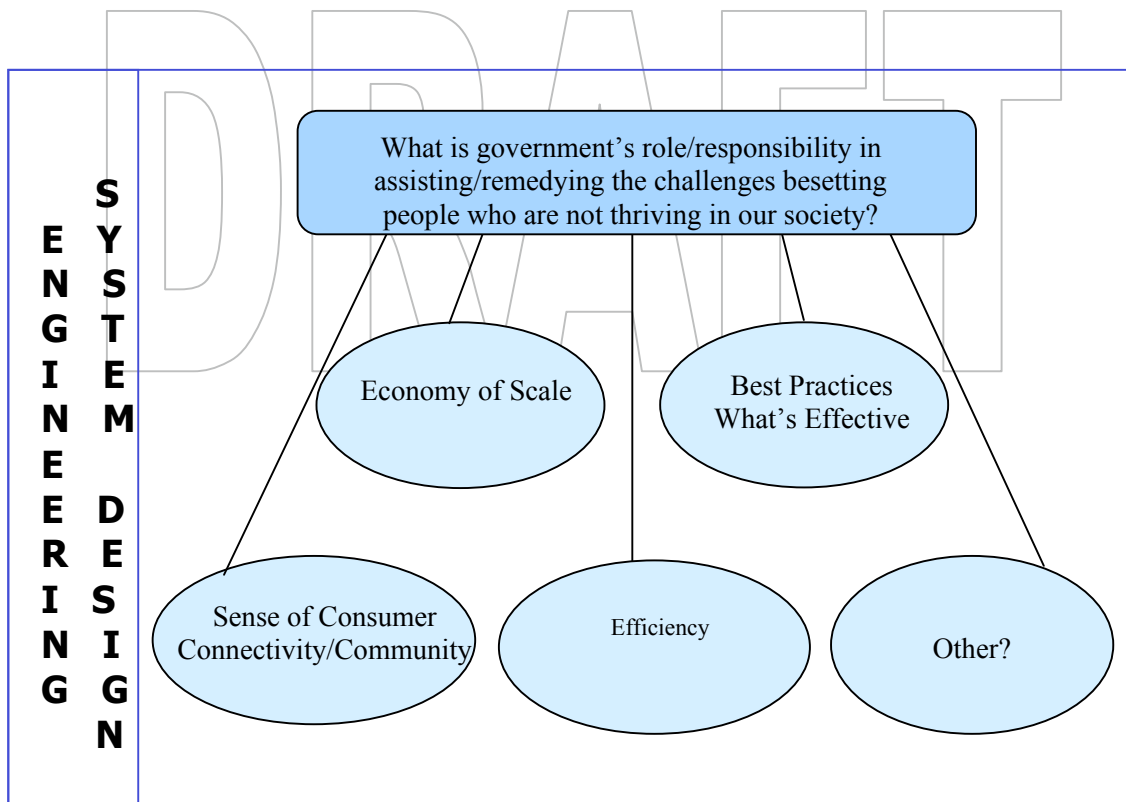 DRAFT
ENGINEERING
SYSTEM DESIGN
What is government’s role/responsibility in
assisting/remedying the challenges besetting
people who are not thriving in our society?
Economy of Scale
Best Practices
What’s Effective
Sense of Consumer
Connectivity/Community
Efficiency
Other?